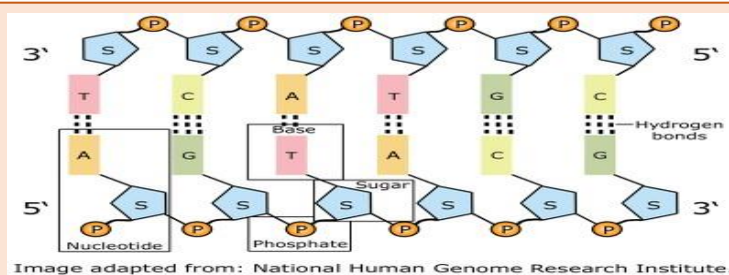 P P P P P P
3' S S S S S S 5'
T C A T G C
Hydrogen bonds
Base
A G T A C G
Sugar
5' S S S S S S 3'
P P P P P P
Nucleotide Phosphate
Image adapted from: National Human Genome Research Institute.